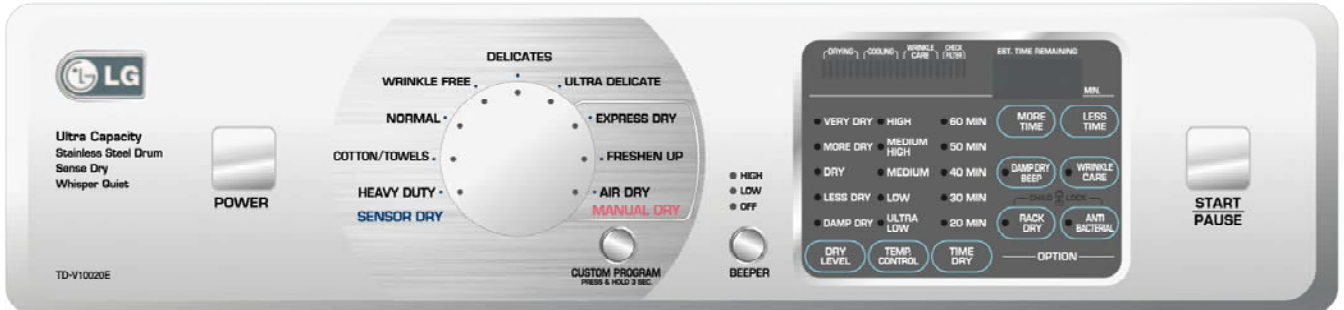 LG
Ultra Capacity
Stainless Steel Drum
Sense Dry
Whisper Quiet
TD-V10020E
POWER
DELICATES
WRINKLE FREE
ULTRA DELICATE
NORMAL
EXPRESS DRY
COTTON/TOWELS
FRESHEN UP
HEAVY DUTY
AIR DRY
SENSOR DRY
MANUAL DRY
CUSTOM PROGRAM
PRESS & HOLD 3 SEC.
HIGH
LOW
OFF
BEEPER
DRYING
COOLING
WRINKLE
CARE
CHECK
FILTER
EST. TIME REMAINING
MIN.
VERY DRY HIGH 60 MIN
MORE DRY MEDIUM HIGH 50 MIN
DRY MEDIUM 40 MIN
LESS DRY LOW 30 MIN
DAMP DRY ULTRA LOW 20 MIN
DRY
LEVEL
TEMP.
CONTROL
TIME
DRY
MORE
TIME
LESS
TIME
DAMP DRY
BEEP
WRINKLE
CARE
CHILD LOCK
RACK
DRY
ANTI
BACTERIAL
OPTION
START
PAUSE